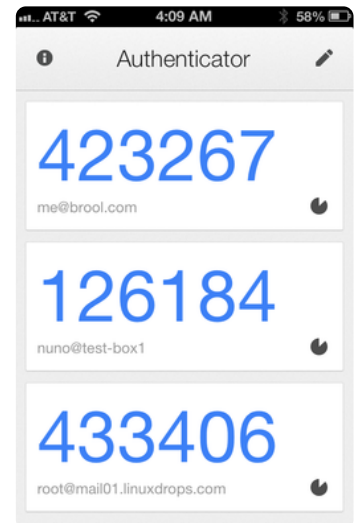 AT&T 4:09 AM 58%
Authenticator
423267
me@brool.com
126184
nuno@test-box1
433406
root@mail01.linuxdrops.com